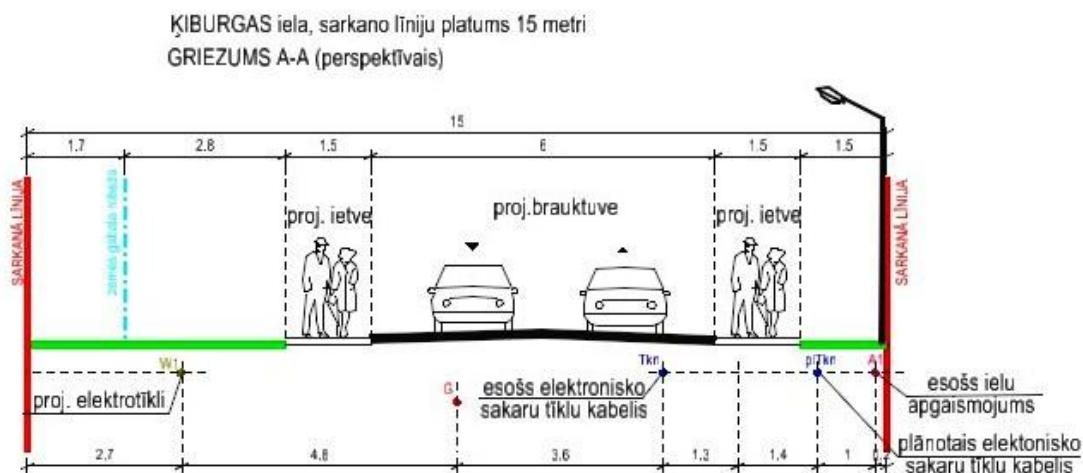 ĶIBURGAS iela, sarkano līniju platums 15 metri
GRIEZUMS A-A (perspektīvais)
15
1.7 2.8 1.5 6 1.5 1.5
SARKANĀ LĪNIJA
zemes gabala robeža
proj. ietve
proj.brauktuve
proj. ietve
SARKANĀ LĪNIJA
W1
G
Tkn
plTkn
A1
proj. elektrotīkli
esošs elektronisko
sakaru tīklu kabelis
esošs ielu
apgaismojums
plānotais elektonisko
sakaru tīklu kabelis
2.7 4.8 3.6 1.3 1.4 1